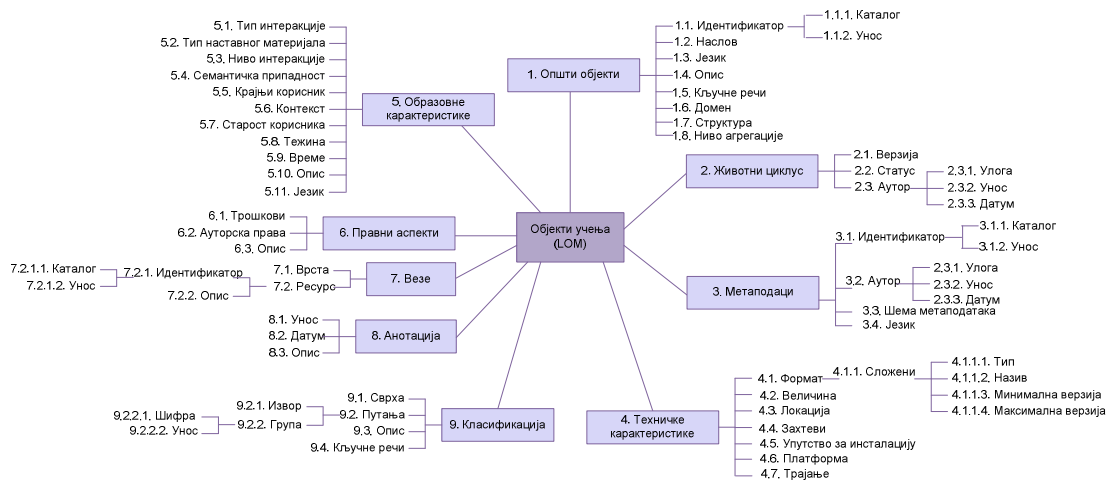 Објекти учења
(LOM)
1. Општи објекти
1.1. Идентификатор
1.1.1. Каталог
1.1.2. Унос
1.2. Наслов
1.3. Језик
1.4. Опис
1.5. Кључне речи
1.6. Домен
1.7. Структура
1.8. Ниво агрегације
2. Животни циклус
2.1. Верзија
2.2. Статус
2.3. Аутор
2.3.1. Улога
2.3.2. Унос
2.3.3. Датум
3. Метаподаци
3.1. Идентификатор
3.1.1. Каталог
3.1.2. Унос
3.2. Аутор
2.3.1. Улога
2.3.2. Унос
2.3.3. Датум
3.3. Шема метаподатака
3.4. Језик
4. Техничке
карактеристике
4.1. Формат
4.1.1. Сложени
4.1.1.1. Тип
4.1.1.2. Назив
4.1.1.3. Минимална верзија
4.1.1.4. Максимална верзија
4.2. Величина
4.3. Локација
4.4. Захтеви
4.5. Упутство за инсталацију
4.6. Платформа
4.7. Трајање
5. Образовне
карактеристике
5.1. Тип интеракције
5.2. Тип наставног материјала
5.3. Ниво интеракције
5.4. Семантичка припадност
5.5. Крајњи корисник
5.6. Контекст
5.7. Старост корисника
5.8. Тежина
5.9. Време
5.10. Опис
5.11. Језик
6. Правни аспекти
6.1. Трошкови
6.2. Ауторска права
6.3. Опис
7. Везе
7.1. Врста
7.2. Ресурс
7.2.1. Идентификатор
7.2.1.1. Каталог
7.2.1.2. Унос
7.2.2. Опис
8. Анотација
8.1. Унос
8.2. Датум
8.3. Опис
9. Класификација
9.1. Сврха
9.2. Путања
9.2.1. Извор
9.2.2. Група
9.2.2.1. Шифра
9.2.2.2. Унос
9.3. Опис
9.4. Кључне речи